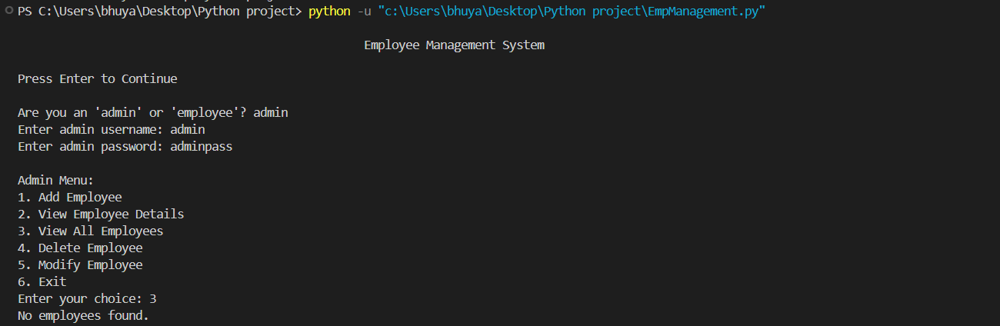 PS C:\Users\bhuya\Desktop\Python project> python -u "c:\Users\bhuya\Desktop\Python project\EmpManagement.py"
Employee Management System
Press Enter to Continue
Are you an 'admin' or 'employee'? admin
Enter admin username: admin
Enter admin password: adminpass
Admin Menu:
1. Add Employee
2. View Employee Details
3. View All Employees
4. Delete Employee
5. Modify Employee
6. Exit
Enter your choice: 3
No employees found.